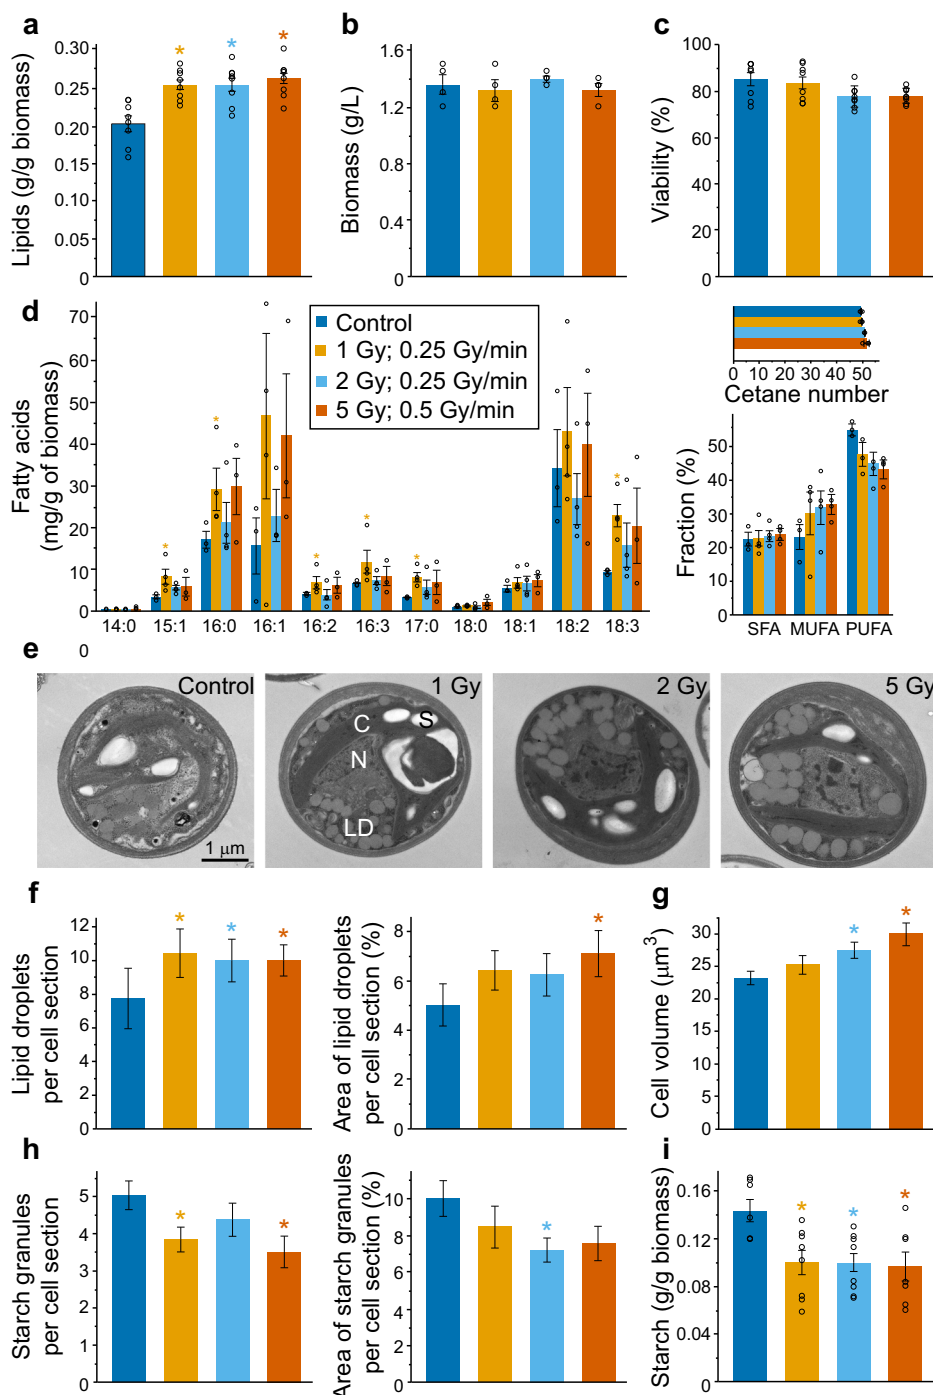 a
b
c
Lipids (g/g biomass)
0.30
0.20
0.25
0.15
0.10
0.05
0
*
*
*
Biomass (g/L)
1.6
1.2
0.8
1.4
0
Viability (%)
100
80
60
40
20
0
d
Fatty acids
(mg/g of biomass)
70
60
50
40
30
20
10
0
Control
1 Gy; 0.25 Gy/min
2 Gy; 0.25 Gy/min
5 Gy; 0.5 Gy/min
*
*
*
*
*
*
14:0 15:1 16:0 16:1 16:2 16:3 17:0 18:0 18:1 18:2 18:3
0 10 20 30 40 50
Cetane number
Fraction (%)
50
40
30
20
10
0
SFA MUFA PUFA
e
Control
1 Gy
2 Gy
5 Gy
C
S
N
LD
1 μm
f
g
Lipid droplets
per cell section
12
10
8
6
4
2
0
*
*
*
Area of lipid droplets
per cell section (%)
8
6
4
2
0
*
Cell volume (μm³)
30
25
22
15
10
5
0
*
*
h
i
Starch granules
per cell section
5
4
3
2
1
0
*
*
Area of starch granules
per cell section (%)
10
8
6
4
2
0
*
Starch (g/g biomass)
0.16
0.12
0.08
0.04
0
*
*
*